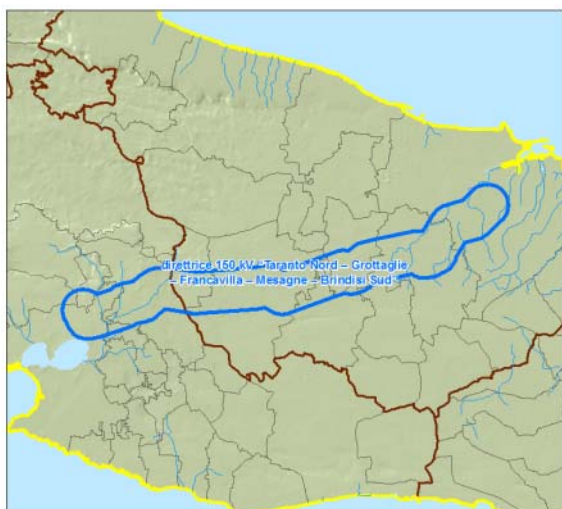 direttrice 150 kV "Taranto Nord – Grottaglie
– Francavilla – Mesagne – Brindisi Sud"